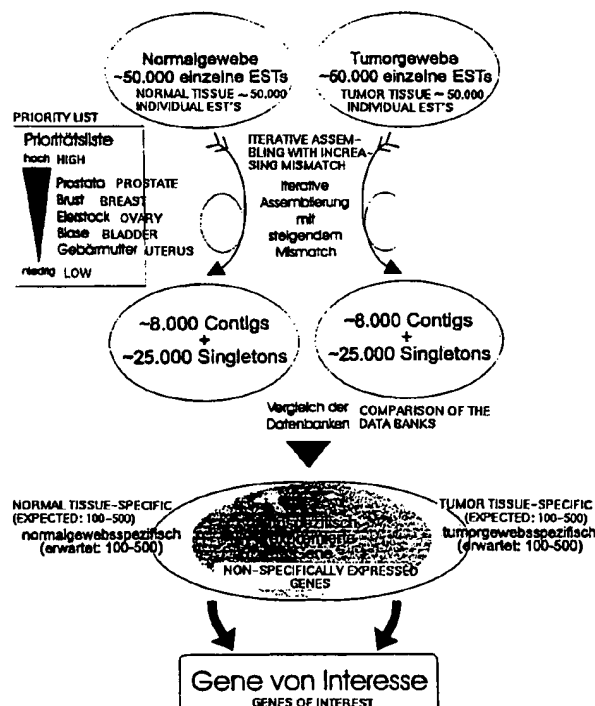 Normalgewebe
~50.000 einzelne ESTs
NORMAL TISSUE ~ 50.000
INDIVIDUAL EST'S
Tumorgewebe
~50.000 einzelne ESTs
TUMOR TISSUE ~ 50.000
INDIVIDUAL EST'S
PRIORITY LIST
Prioritätsliste
hoch HIGH
Prostata PROSTATE
Brust BREAST
Eierstock OVARY
Blase BLADDER
Gebärmutter UTERUS
niedrig LOW
ITERATIVE ASSEM-
BLING WITH INCREA-
SING MISMATCH
Iterative
Assemblierung
mit
steigendem
Mismatch
~8.000 Contigs
+
~25.000 Singletons
~8.000 Contigs
+
~25.000 Singletons
Vergleich der
Datenbanken
COMPARISON OF THE
DATA BANKS
NORMAL TISSUE-SPECIFIC
(EXPECTED: 100-500)
normalgewebsspezifisch
(erwartet: 100-500)
TUMOR TISSUE-SPECIFIC
(EXPECTED: 100-500)
tumorgewebsspezifisch
(erwartet: 100-500)
NON-SPECIFICALLY EXPRESSED
GENES
Gene von Interesse
GENES OF INTEREST